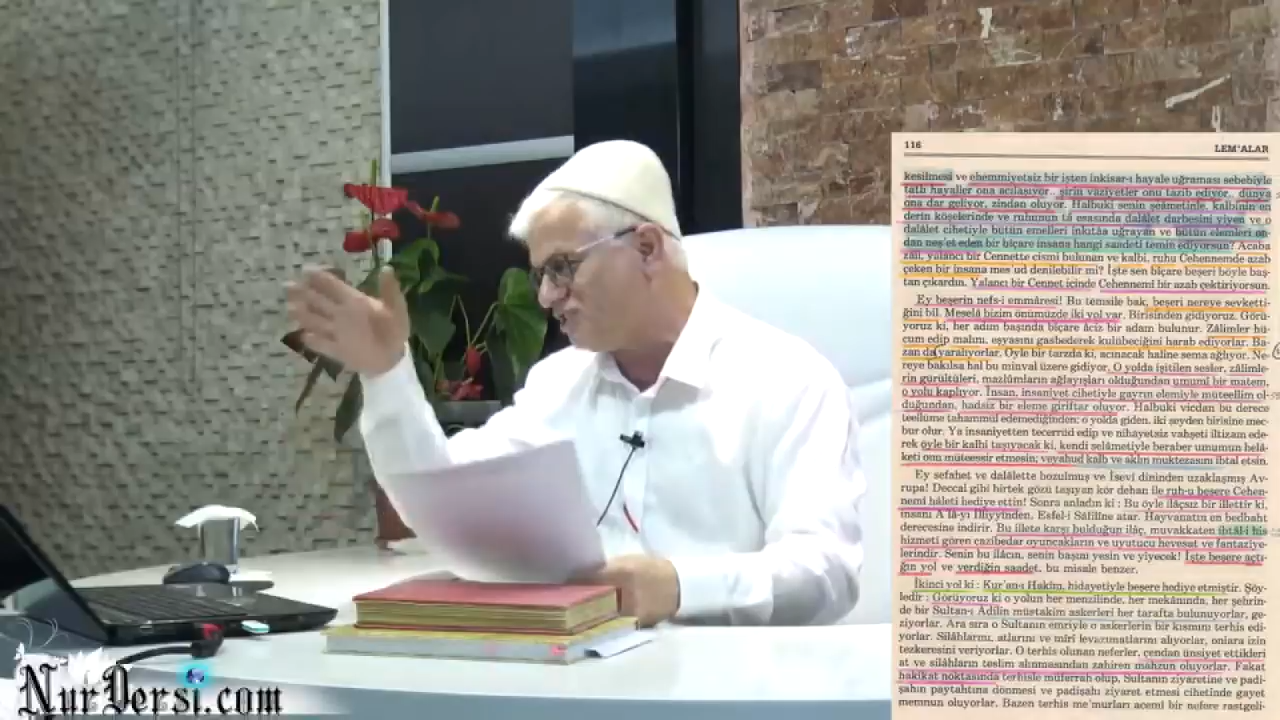 116 LEM'ALAR
kesilmesi ve ehemmiyetsiz bir işten inkisar-ı hayale uğraması sebebiyle
tatlı hayaller ona acılaşıyor.. şirin vaziyetler onu tazib ediyor.. dünya
ona dar geliyor, zindan oluyor. Halbuki senin şeâmetinle, kalbinin en
derin köşelerinde ve ruhunun tâ esasında dalâlet darbesini yiyen ve o
dalâlet cihetiyle bütün emelleri inkıtâa uğrayan ve bütün elemleri on-
dan neş'et eden bir biçare insana hangi saadeti temin ediyorsun? Acaba
zâil, yalancı bir Cennette cismi bulunan ve kalbi, ruhu Cehennemde azab
çeken bir insana mes'ud denilebilir mi? İşte sen biçare beşeri böyle baş-
tan çıkardın. Yalancı bir Cennet içinde Cehennemî bir azab çektiriyorsun.
Ey beşerin nefs-i emmâresi! Bu temsile bak, beşeri nereye sevketti-
ğini bil. Meselâ bizim önümüzde iki yol var. Birisinden gidiyoruz. Görü-
yoruz ki, her adım başında biçare âciz bir adam bulunur. Zâlimler hü-
cum edip malını, eşyasını gasbederek kulübeciğini harab ediyorlar. Ba-
zan da yaralıyorlar. Öyle bir tarzda ki, acınacak haline sema ağlıyor. Ne-
reye bakılsa hal bu minval üzere gidiyor. O yolda işitilen sesler, zâlimle-
rin gürültüleri, mazlûmların ağlayışları olduğundan umumî bir matem,
o yolu kaplıyor. İnsan, insaniyet cihetiyle gayrın elemiyle müteellim ol-
duğundan, hadsiz bir eleme giriftar oluyor. Halbuki vicdan bu derece
teellüme tahammül edemediğinden; o yolda giden, iki şeyden birisine mec-
bur olur. Ya insaniyetten tecerrüd edip ve nihayetsiz vahşeti iltizam ede-
rek öyle bir kalbi taşıyacak ki, kendi selâmetiyle beraber umumun helâ-
keti onu müteessir etmesin; veyahud kalb ve aklın muktezasını ibtal etsin.
Ey sefahet ve dalâlette bozulmuş ve İsevî dininden uzaklaşmış Av-
rupa! Deccal gibi birtek gözü taşıyan kör dehan ile ruh-u beşere Cehen-
nemî hâleti hediye ettin! Sonra anladın ki : Bu öyle ilâçsız bir illettir ki,
insanı A'lâ-yı İlliyyînden, Esfel-i Sâfilîne atar. Hayvanatın en bedbaht
derecesine indirir. Bu illete karşı bulduğun ilâç, muvakkaten ibtâl-i his
hizmeti gören cazibedar oyuncakların ve uyutucu hevesat ve fantaziye-
lerindir. Senin bu ilâcın, senin başını yesin ve yiyecek! İşte beşere açtı-
ğın yol ve verdiğin saadet, bu misale benzer.
İkinci yol ki : Kur'an-ı Hakîm, hidayetiyle beşere hediye etmiştir. Şöy-
ledir : Görüyoruz ki o yolun her menzilinde, her mekânında, her şehrin-
de bir Sultan-ı Âdilin müstakim askerleri her tarafta bulunuyorlar, ge-
ziyorlar. Ara sıra o Sultanın emriyle o askerlerin bir kısmını terhis edi-
yorlar. Silâhlarını, atlarını ve mîrî levazımatlarını alıyorlar, onlara izin
tezkeresini veriyorlar. O terhis olunan neferler, çendan ünsiyet ettikleri
at ve silâhların teslim alınmasından zahiren mahzun oluyorlar. Fakat
hakikat noktasında terhisle müferrah olup, Sultanın ziyaretine ve padi-
şahın paytahtına dönmesi ve padişahı ziyaret etmesi cihetinde gayet
memnun oluyorlar. Bazen terhis me'murları acemî bir nefere rastgeli-
NurDersi.com